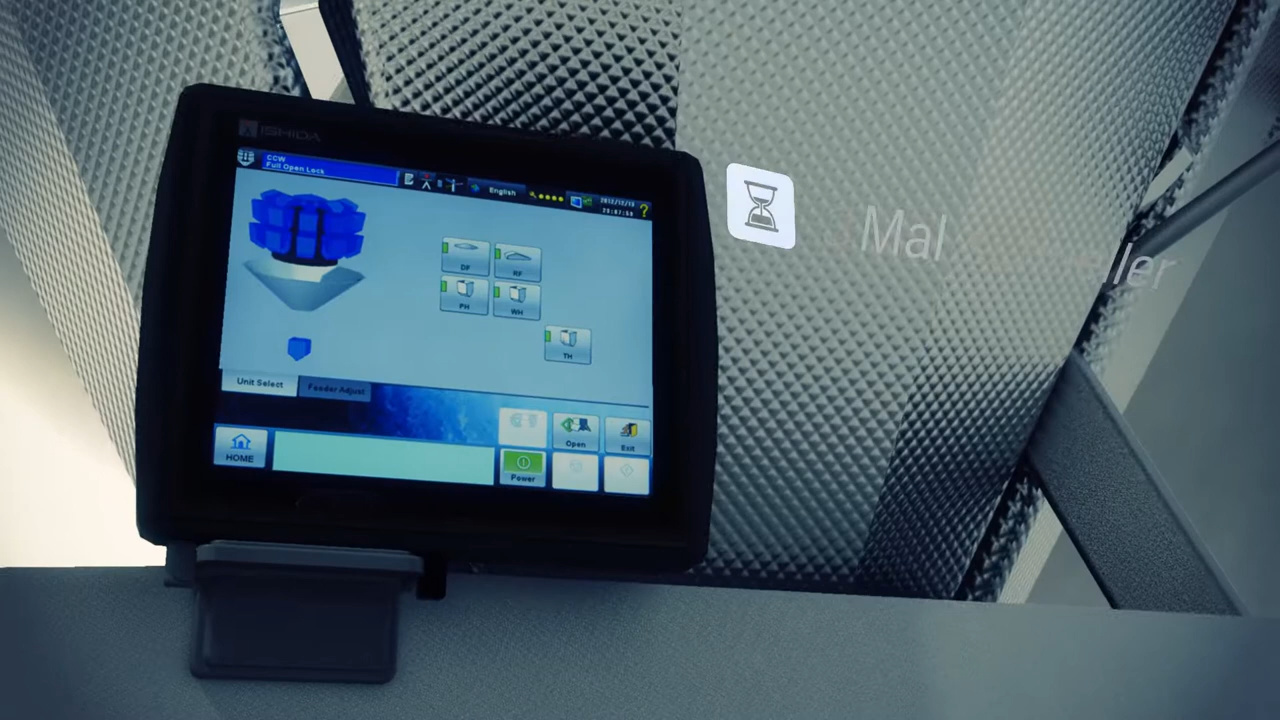 ISHIDA
CCW
Full Open Lock
English
?
DF
RF
PH
WH
TH
Unit Select
Feeder Adjust
Open
Exit
HOME
Power
Mal
ler